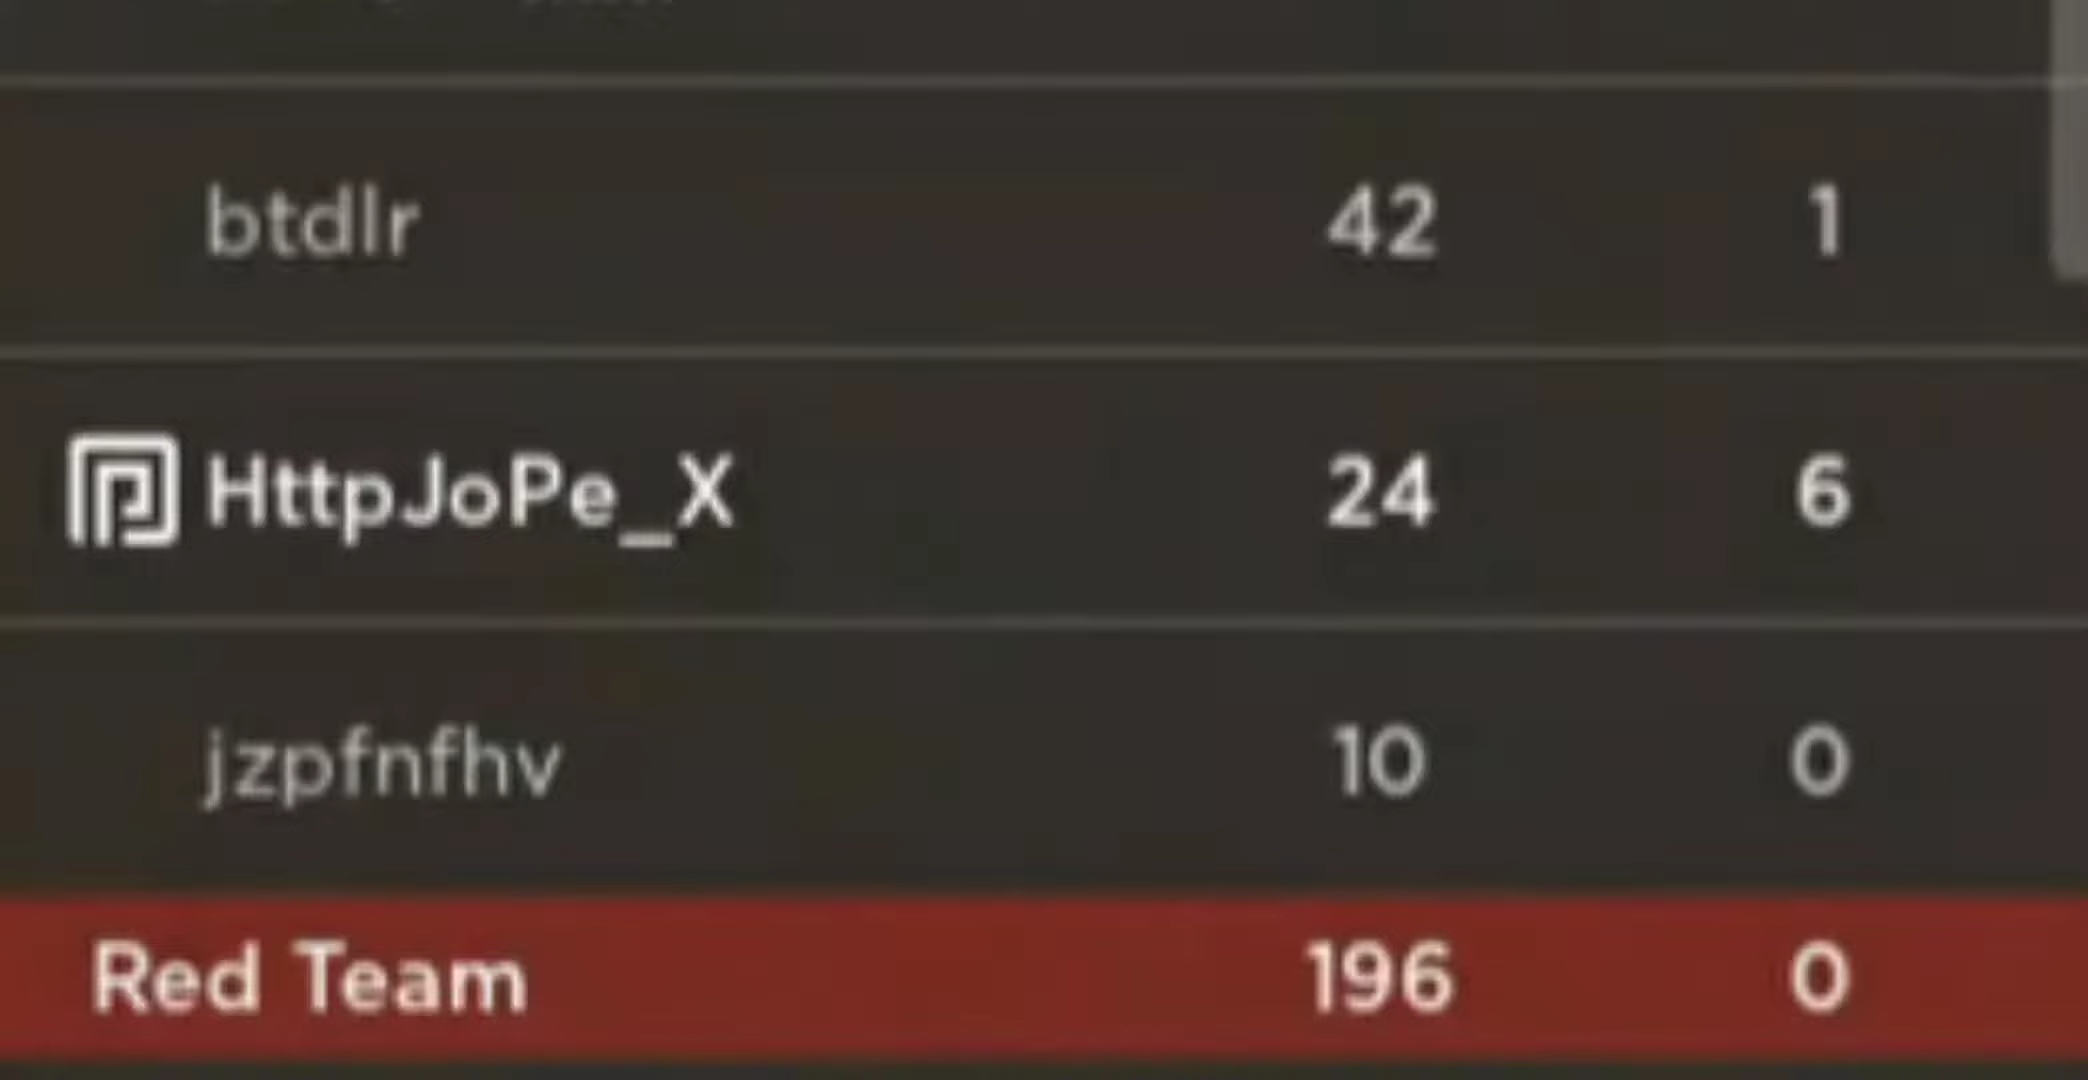 btdlr 42 1
HttpJoPe_X 24 6
jzpfnfhv 10 0
Red Team 196 0